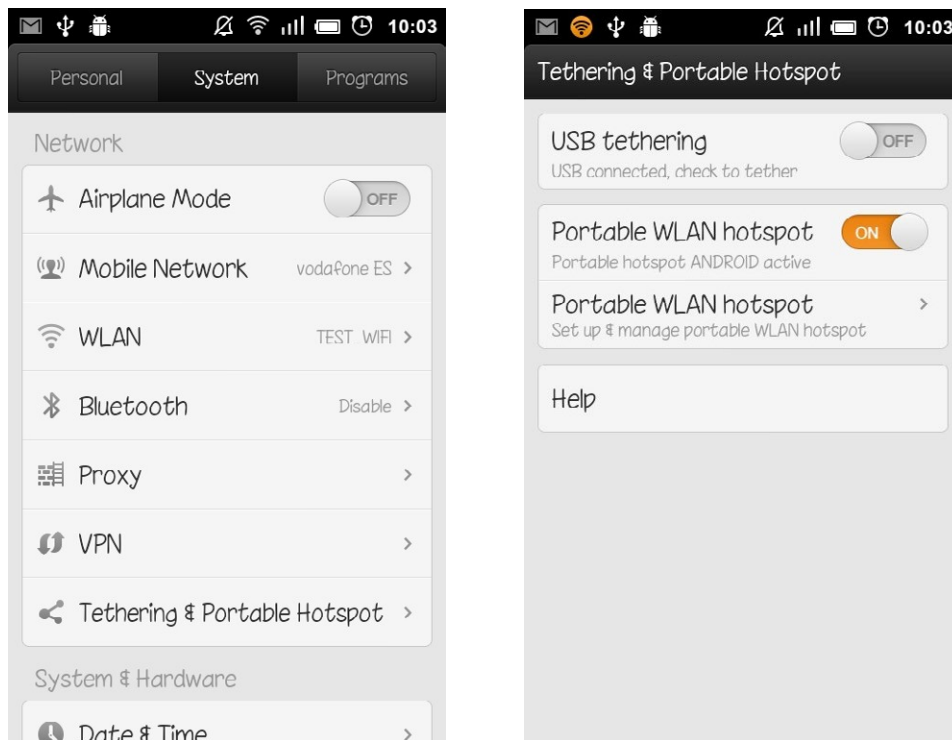 10:03
Personal System Programs
Network
Airplane Mode OFF
Mobile Network vodafone ES
WLAN TEST WIFI
Bluetooth Disable
Proxy
VPN
Tethering & Portable Hotspot
System & Hardware
Date & Time
10:03
Tethering & Portable Hotspot
USB tethering OFF
USB connected, check to tether
Portable WLAN hotspot ON
Portable hotspot ANDROID active
Portable WLAN hotspot
Set up & manage portable WLAN hotspot
Help